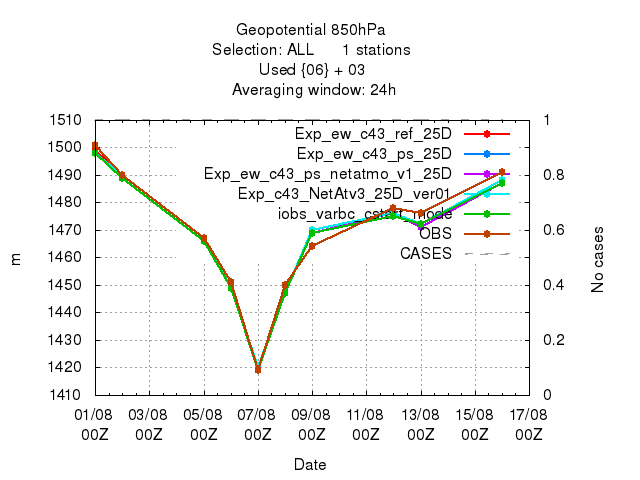 Geopotential 850hPa
Selection: ALL 1 stations
Used {06} + 03
Averaging window: 24h
1510 1
1500 Exp_ew_c43_ref_25D
Exp_ew_c43_ps_25D
1490 Exp_ew_c43_ps_netatmo_v1_25D 0.8
1480 Exp_c43_NetAtv3_25D_ver01
iobs_varbc_cstart_mode
1470 OBS 0.6
1460 CASES
1450 0.4
1440
1430 0.2
1420
1410 0
m
No cases
01/08 03/08 05/08 07/08 09/08 11/08 13/08 15/08 17/08
00Z 00Z 00Z 00Z 00Z 00Z 00Z 00Z 00Z
Date